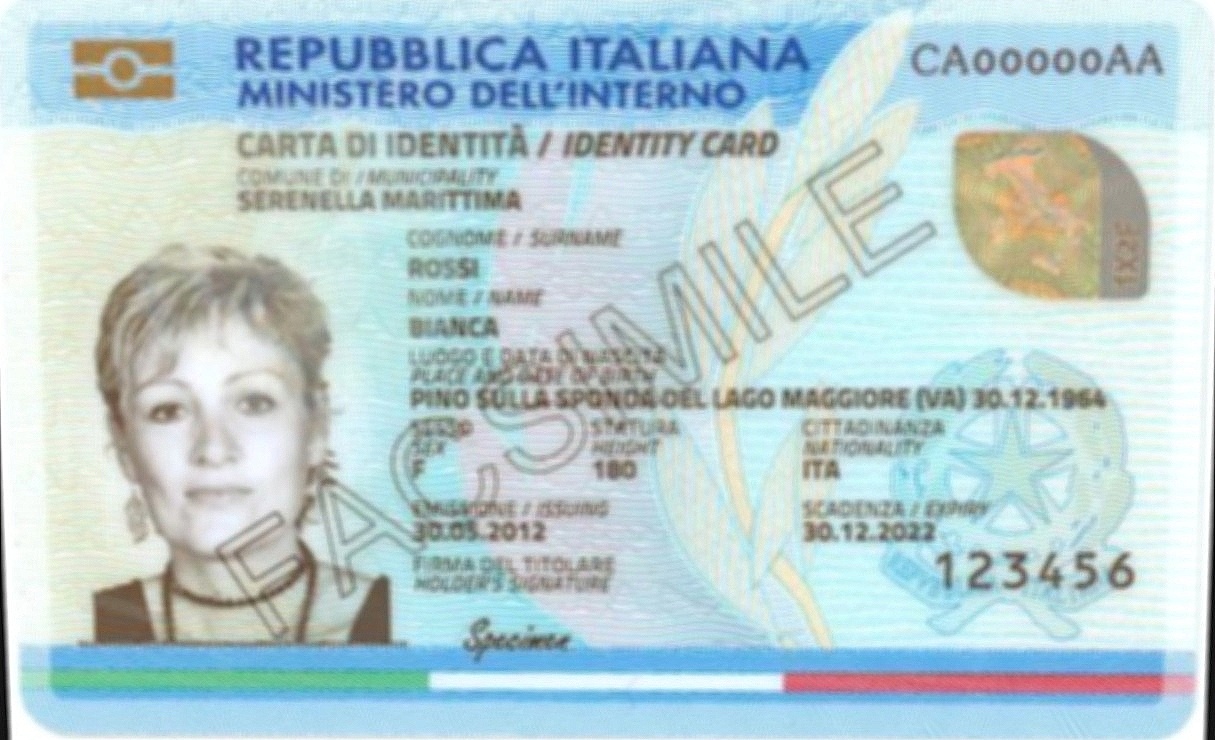 REPUBBLICA ITALIANA
MINISTERO DELL'INTERNO
CA00000AA
CARTA DI IDENTITÀ / IDENTITY CARD
COMUNE DI / MUNICIPALITY
SERENELLA MARITTIMA
1X2F
COGNOME / SURNAME
ROSSI
NOME / NAME
BIANCA
LUOGO E DATA DI NASCITA
PLACE AND DATE OF BIRTH
PINO SULLA SPONDA DEL LAGO MAGGIORE (VA) 30.12.1964
SESSO STATURA CITTADINANZA
SEX HEIGHT NATIONALITY
F 180 ITA
EMISSIONE / ISSUING SCADENZA / EXPIRY
30.05.2012 30.12.2022
123456
FIRMA DEL TITOLARE
HOLDER'S SIGNATURE
Specimen
FACSIMILE